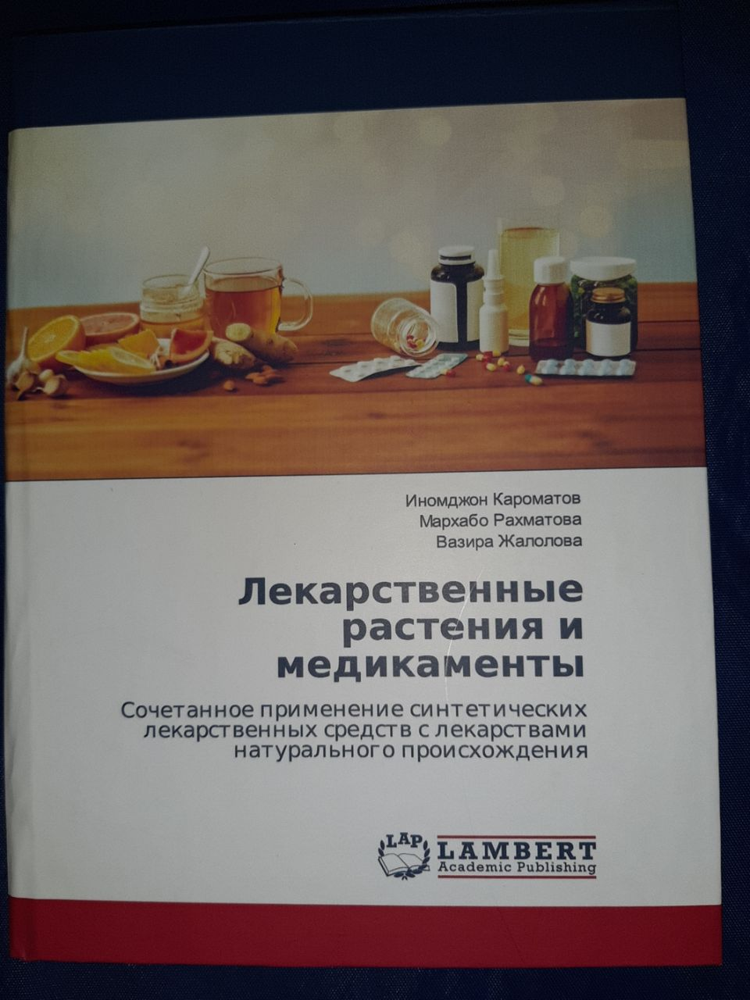 Иномджон Кароматов
Мархабо Рахматова
Вазира Жалолова
Лекарственные
растения и
медикаменты
Сочетанное применение синтетических
лекарственных средств с лекарствами
натурального происхождения
LAP
LAMBERT
Academic Publishing